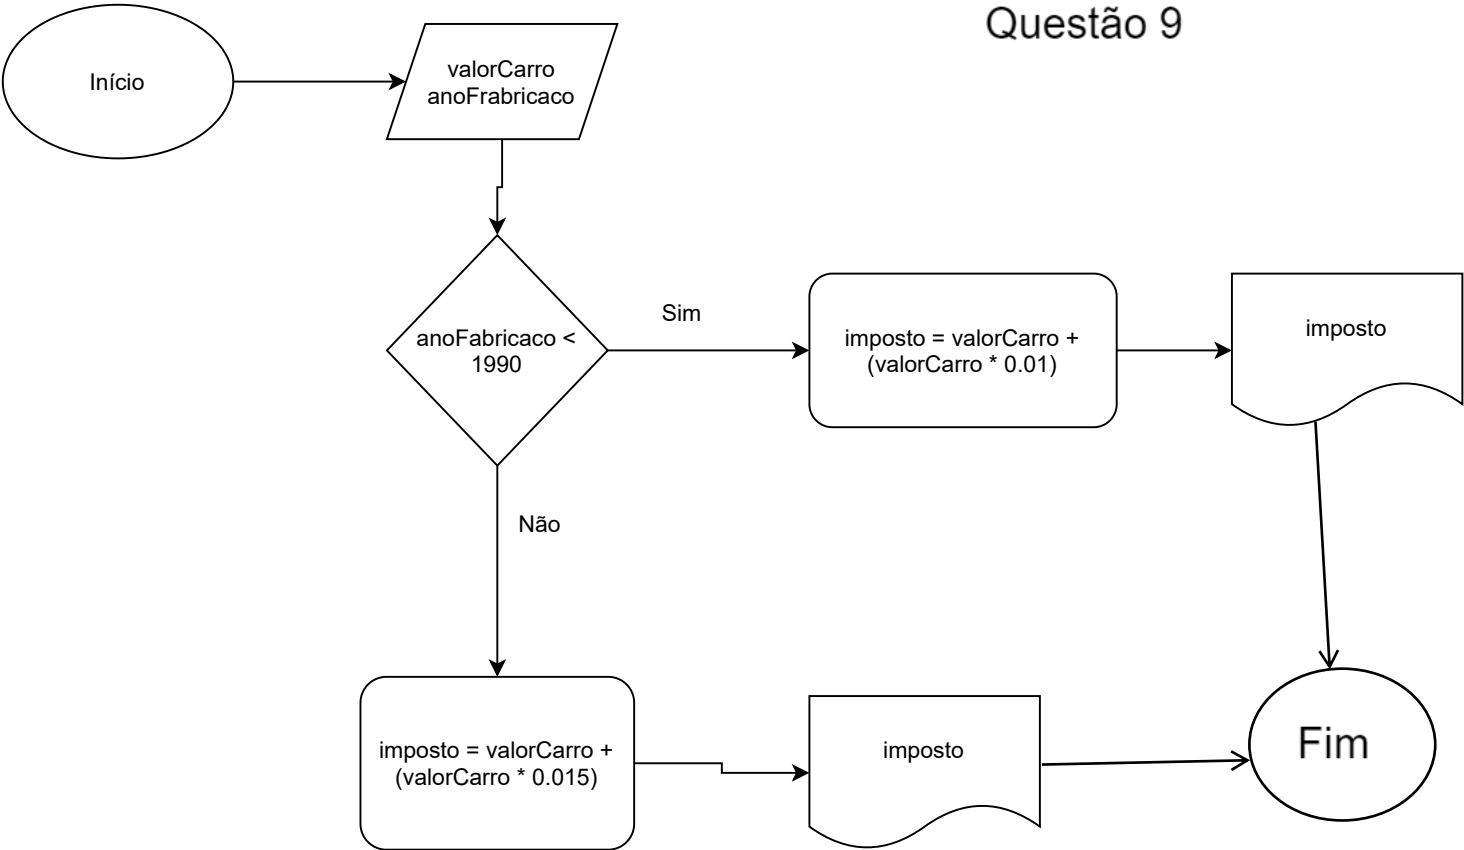 Questão 9
Início
valorCarro
anoFrabricaco
anoFabricaco <
1990
Sim
imposto = valorCarro +
(valorCarro * 0.01)
imposto
Não
imposto = valorCarro +
(valorCarro * 0.015)
imposto
Fim